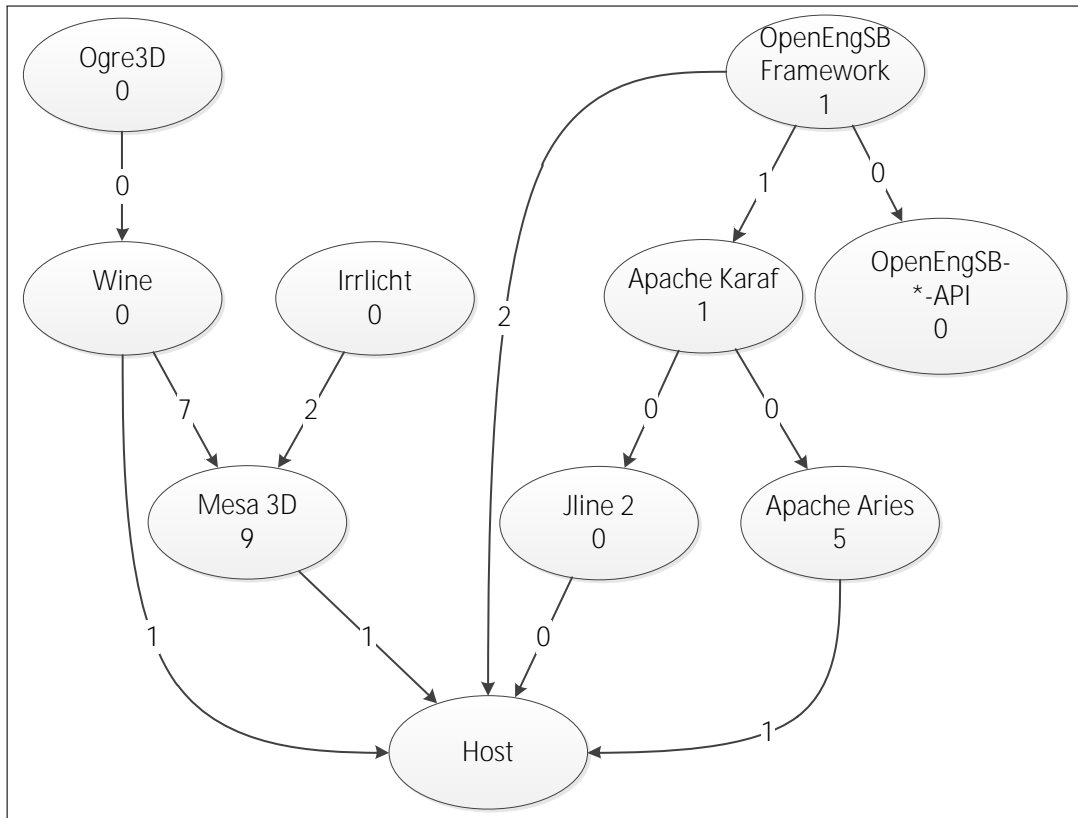 Ogre3D
0
OpenEngSB
Framework
1
0
1
0
Wine
0
Irrlicht
0
2
Apache Karaf
1
OpenEngSB-
*-API
0
7
2
0
0
Mesa 3D
9
Jline 2
0
Apache Aries
5
1
1
0
1
Host